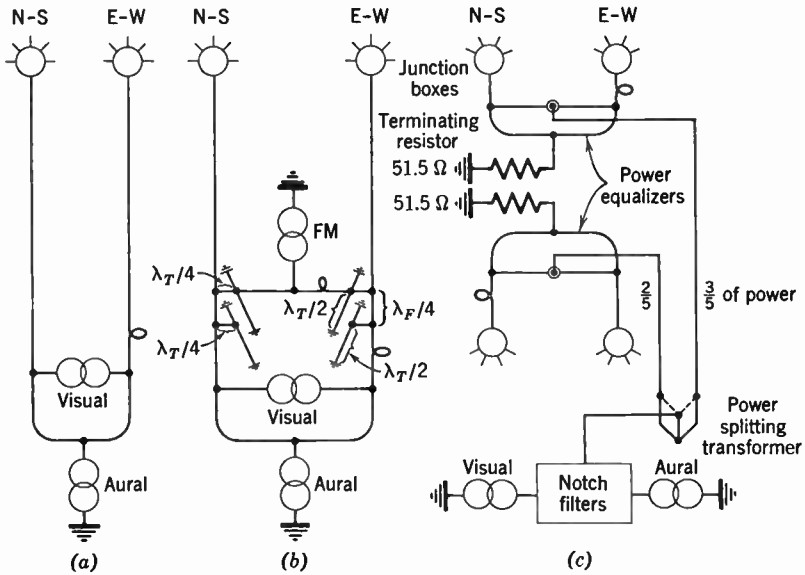 N-S
E-W
Visual
Aural
(a)
N-S
E-W
FM
λT/4
λT/2
λF/4
λT/4
λT/2
Visual
Aural
(b)
N-S
E-W
Junction
boxes
Terminating
resistor
51.5 Ω
51.5 Ω
Power
equalizers
2/5
3/5 of power
Power
splitting
transformer
Visual
Notch
filters
Aural
(c)